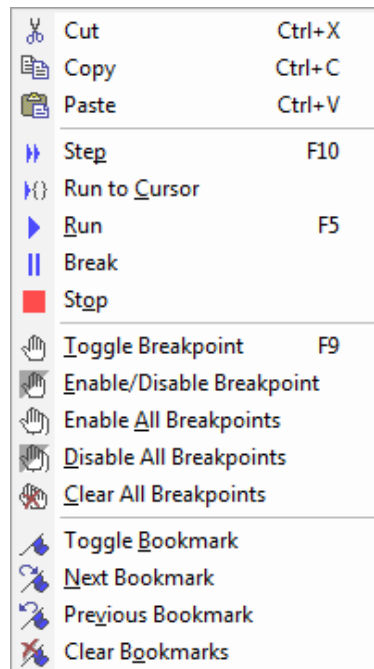 Cut Ctrl+X
Copy Ctrl+C
Paste Ctrl+V
Step F10
Run to Cursor
Run F5
Break
Stop
Toggle Breakpoint F9
Enable/Disable Breakpoint
Enable All Breakpoints
Disable All Breakpoints
Clear All Breakpoints
Toggle Bookmark
Next Bookmark
Previous Bookmark
Clear Bookmarks